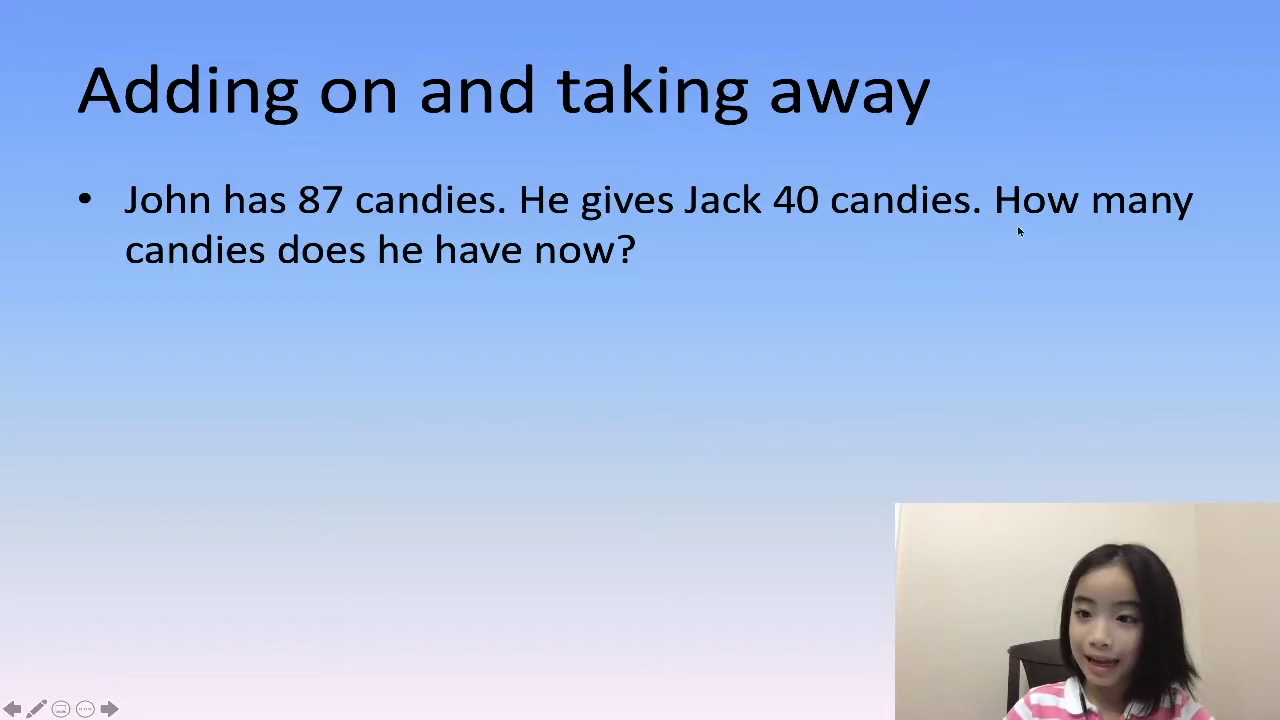 Adding on and taking away
• John has 87 candies. He gives Jack 40 candies. How many
candies does he have now?